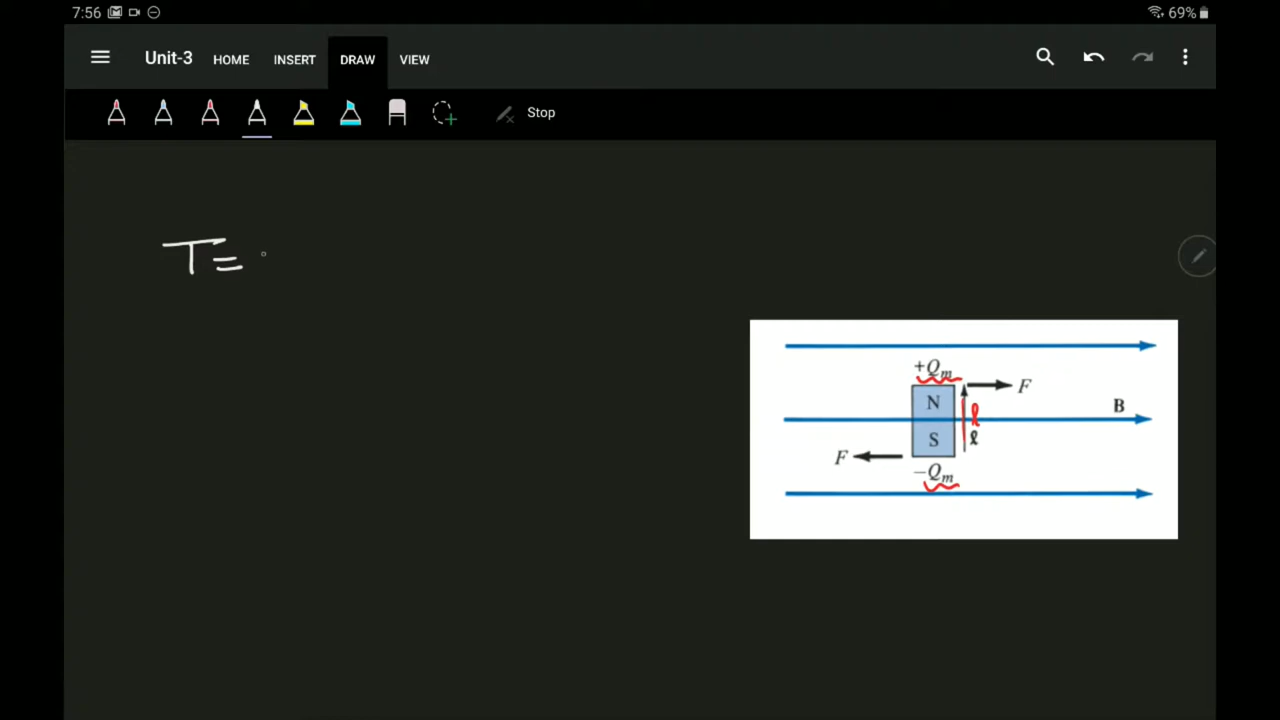 7:56 69%
Unit-3 HOME INSERT DRAW VIEW
Stop
T=
+Qm
F
N
B
l
S
l
F
−Qm